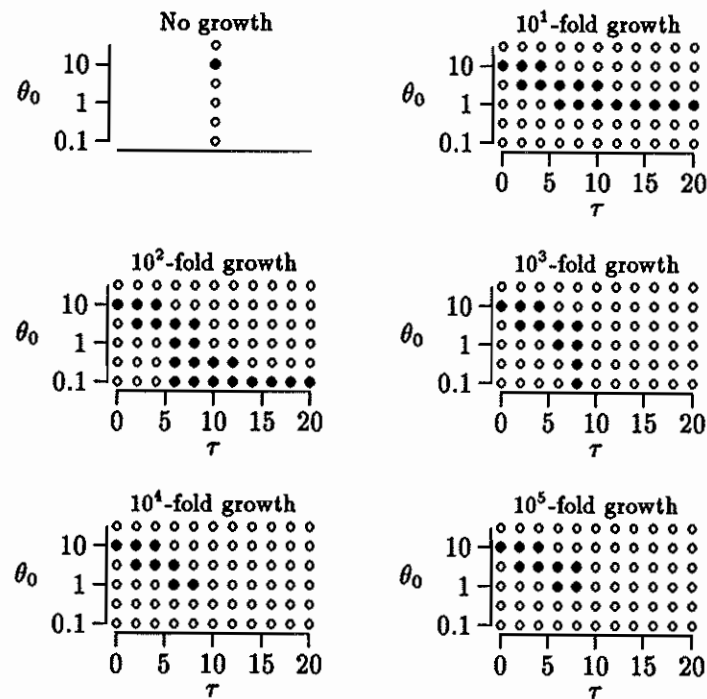 No growth
θ₀
10
1
0.1
10¹-fold growth
θ₀
10
1
0.1
0 5 10 15 20
τ
10²-fold growth
θ₀
10
1
0.1
0 5 10 15 20
τ
10³-fold growth
θ₀
10
1
0.1
0 5 10 15 20
τ
10⁴-fold growth
θ₀
10
1
0.1
0 5 10 15 20
τ
10⁵-fold growth
θ₀
10
1
0.1
0 5 10 15 20
τ